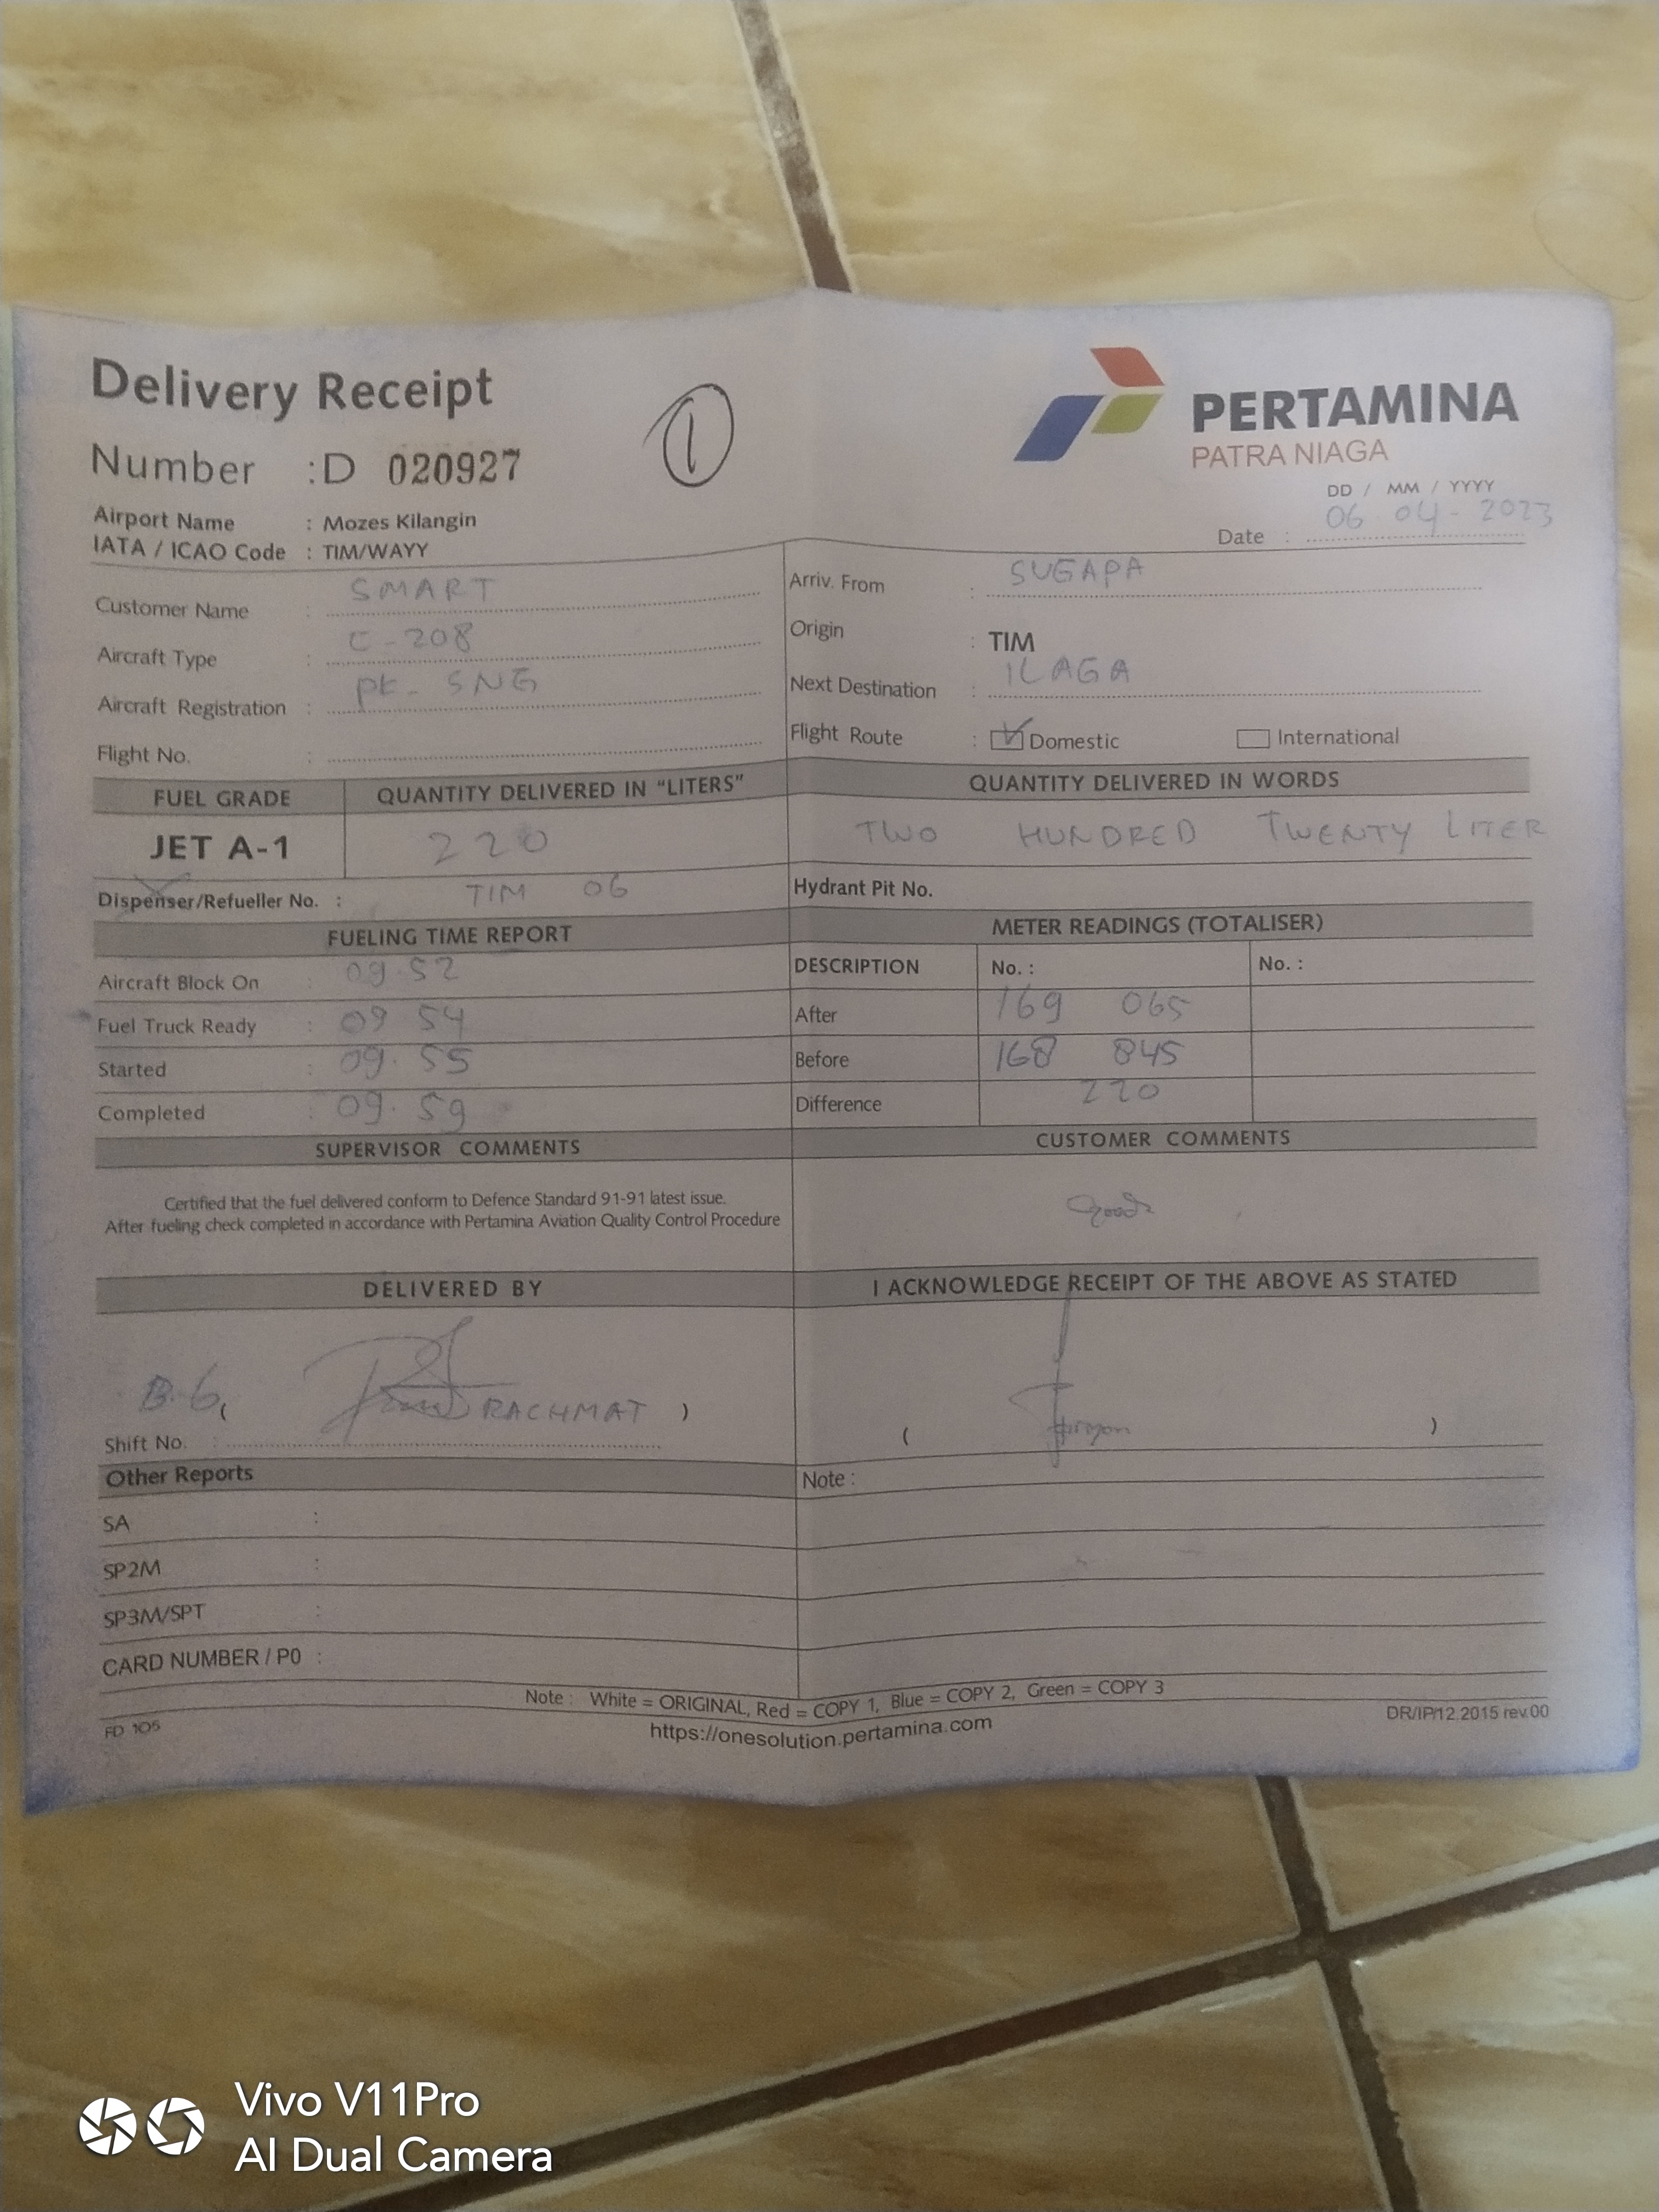 Delivery Receipt
1
PERTAMINA
PATRA NIAGA
Number : D 020927
DD / MM / YYYY
Date : 06 04 - 2023
Airport Name : Mozes Kilangin
IATA / ICAO Code : TIM/WAYY
Customer Name : SMART
Aircraft Type : C - 208
Aircraft Registration : PK - SNG
Flight No. :
Arriv. From : SUGAPA
Origin : TIM
Next Destination : ILAGA
Flight Route : Domestic International
FUEL GRADE QUANTITY DELIVERED IN "LITERS" QUANTITY DELIVERED IN WORDS
JET A-1 220 TWO HUNDRED TWENTY LITER
Dispenser/Refueller No. : TIM 06 Hydrant Pit No.
FUELING TIME REPORT
Aircraft Block On : 09.52
Fuel Truck Ready : 09 54
Started : 09.55
Completed : 09.59
METER READINGS (TOTALISER)
DESCRIPTION No. : No. :
After 169 065
Before 168 845
Difference 220
SUPERVISOR COMMENTS
Certified that the fuel delivered conform to Defence Standard 91-91 latest issue.
After fueling check completed in accordance with Pertamina Aviation Quality Control Procedure
CUSTOMER COMMENTS
Good
DELIVERED BY
B.6 ( RACHMAT )
Shift No. :
I ACKNOWLEDGE RECEIPT OF THE ABOVE AS STATED
( )
Other Reports
SA :
SP2M :
SP3M/SPT :
CARD NUMBER / P0 :
Note :
Note : White = ORIGINAL, Red = COPY 1, Blue = COPY 2, Green = COPY 3
FD 105
https://onesolution.pertamina.com
DR/IP/12.2015 rev.00
Vivo V11Pro
AI Dual Camera